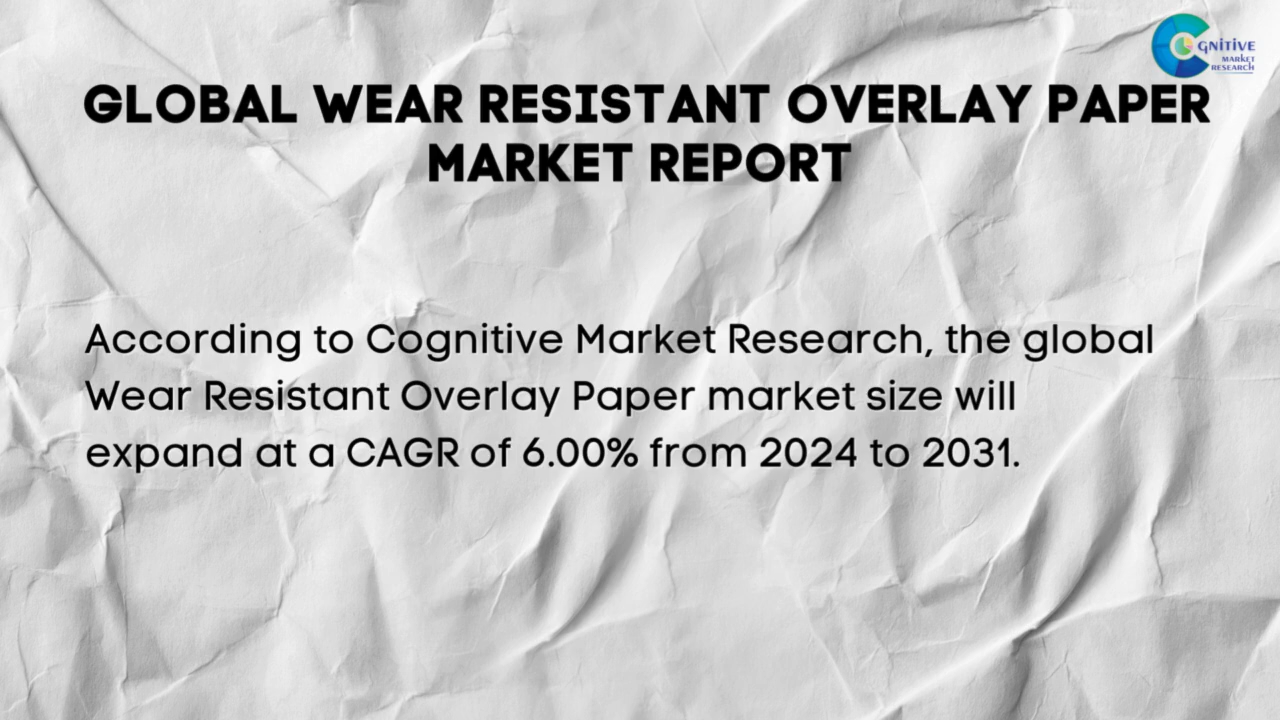 GNITIVE
MARKET
RESEARCH
GLOBAL WEAR RESISTANT OVERLAY PAPER
MARKET REPORT
According to Cognitive Market Research, the global
Wear Resistant Overlay Paper market size will
expand at a CAGR of 6.00% from 2024 to 2031.